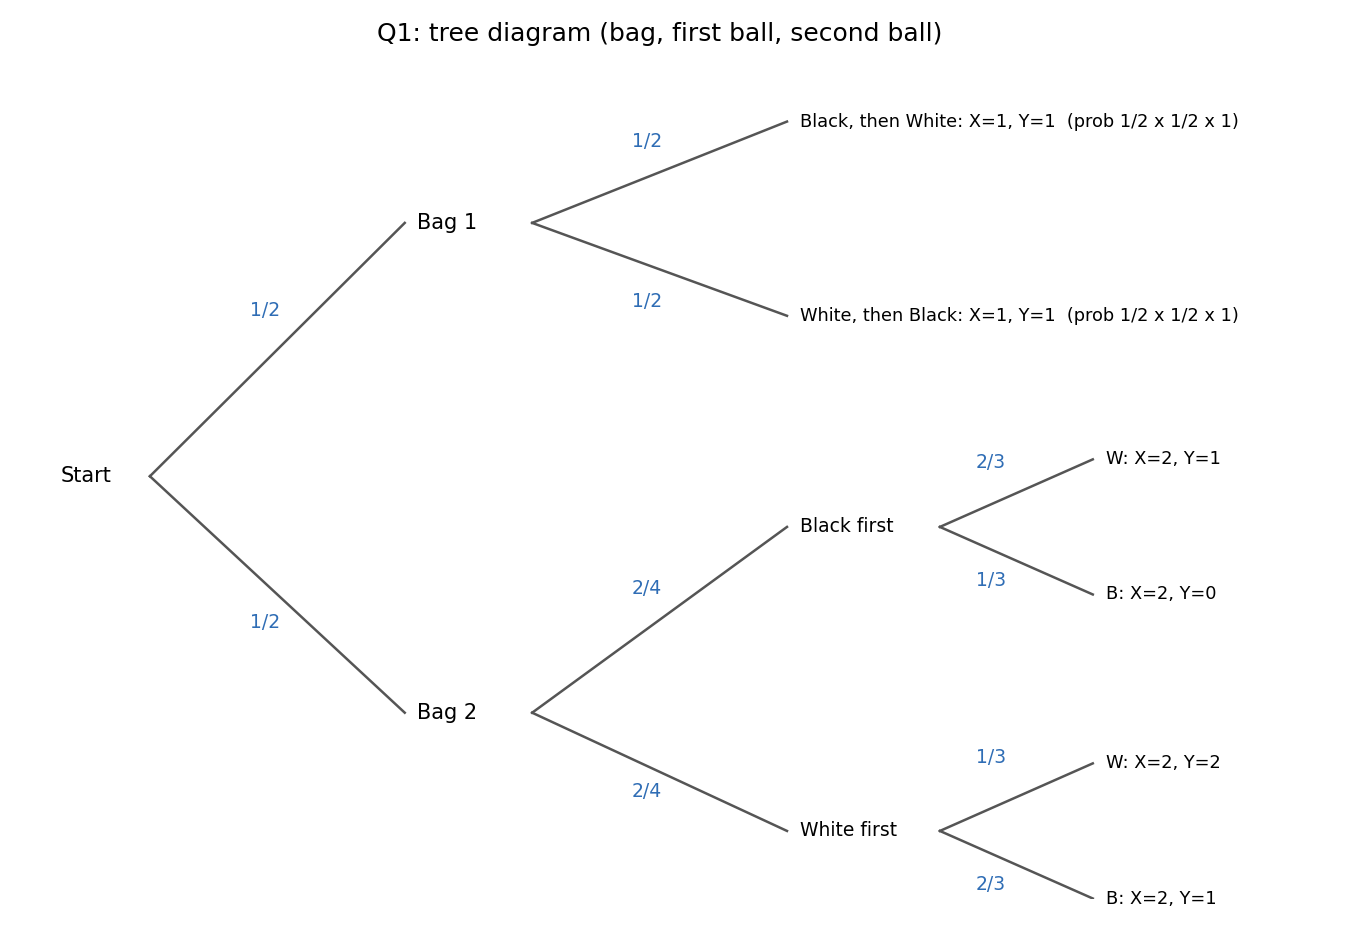 Q1: tree diagram (bag, first ball, second ball)
1/2
Black, then White: X=1, Y=1  (prob 1/2 x 1/2 x 1)
Bag 1
1/2
1/2
White, then Black: X=1, Y=1  (prob 1/2 x 1/2 x 1)
Start
2/3
W: X=2, Y=1
Black first
1/3
B: X=2, Y=0
2/4
1/2
Bag 2
1/3
W: X=2, Y=2
2/4
White first
2/3
B: X=2, Y=1